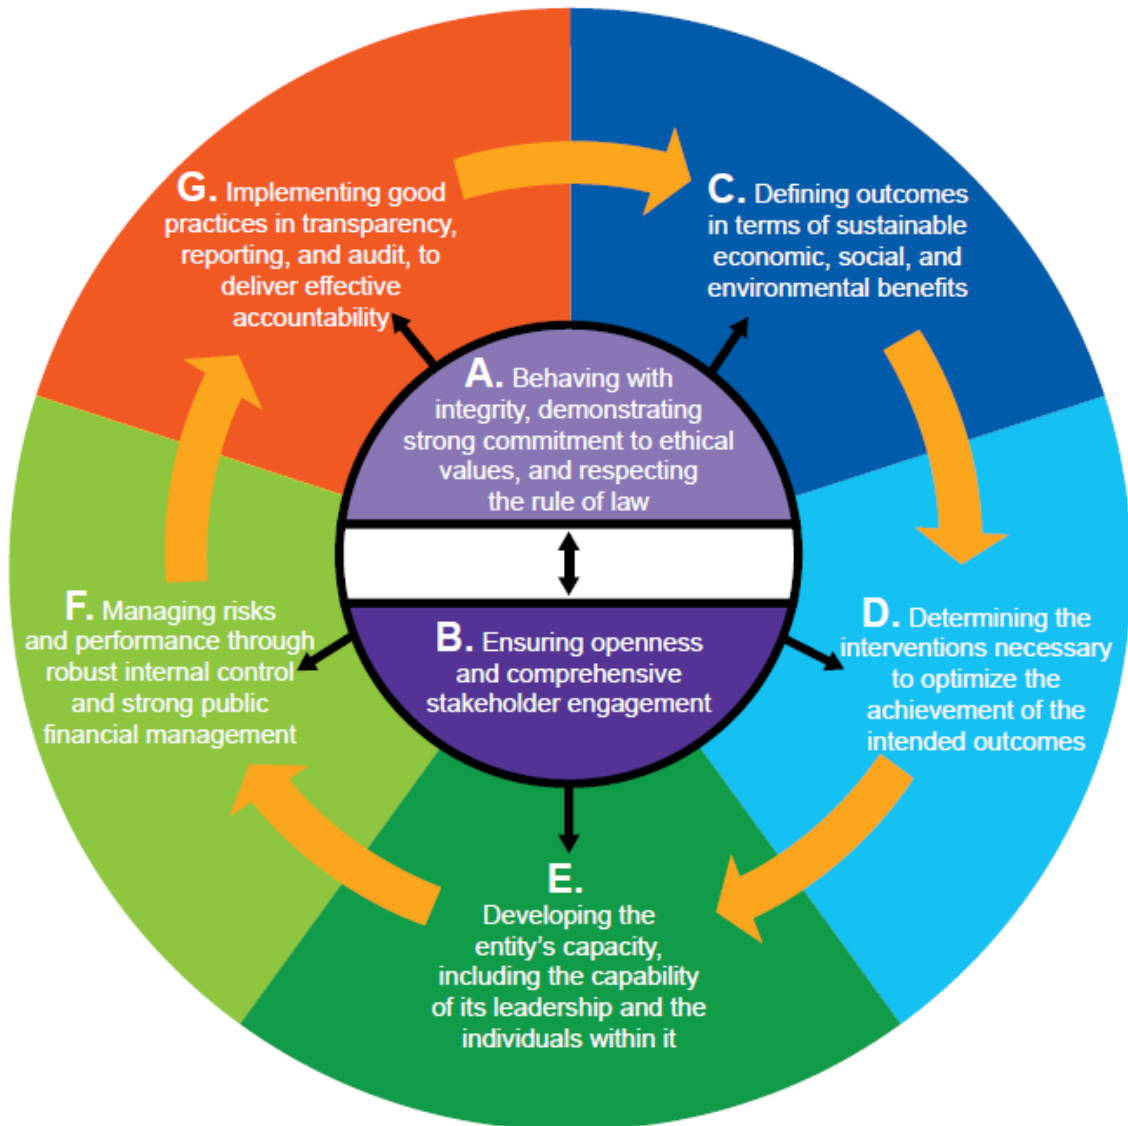 A. Behaving with
integrity, demonstrating
strong commitment to ethical
values, and respecting
the rule of law
B. Ensuring openness
and comprehensive
stakeholder engagement
C. Defining outcomes
in terms of sustainable
economic, social, and
environmental benefits
D. Determining the
interventions necessary
to optimize the
achievement of the
intended outcomes
E.
Developing the
entity’s capacity,
including the capability
of its leadership and the
individuals within it
F. Managing risks
and performance through
robust internal control
and strong public
financial management
G. Implementing good
practices in transparency,
reporting, and audit, to
deliver effective
accountability